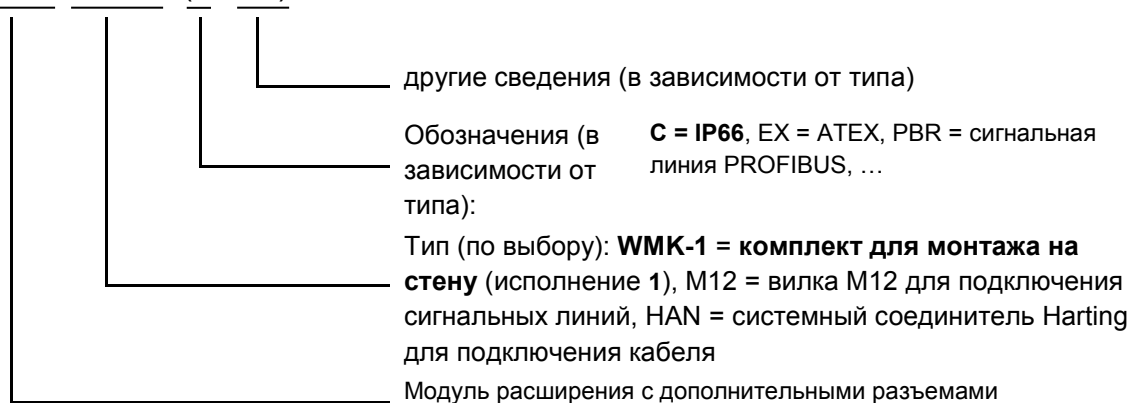 другие сведения (в зависимости от типа)
Обозначения (в зависимости от типа):
C = IP66, EX = ATEX, PBR = сигнальная
линия PROFIBUS, …
Тип (по выбору): WMK-1 = комплект для монтажа на
стену (исполнение 1), M12 = вилка M12 для подключения
сигнальных линий, HAN = системный соединитель Harting
для подключения кабеля
Модуль расширения с дополнительными разъемами